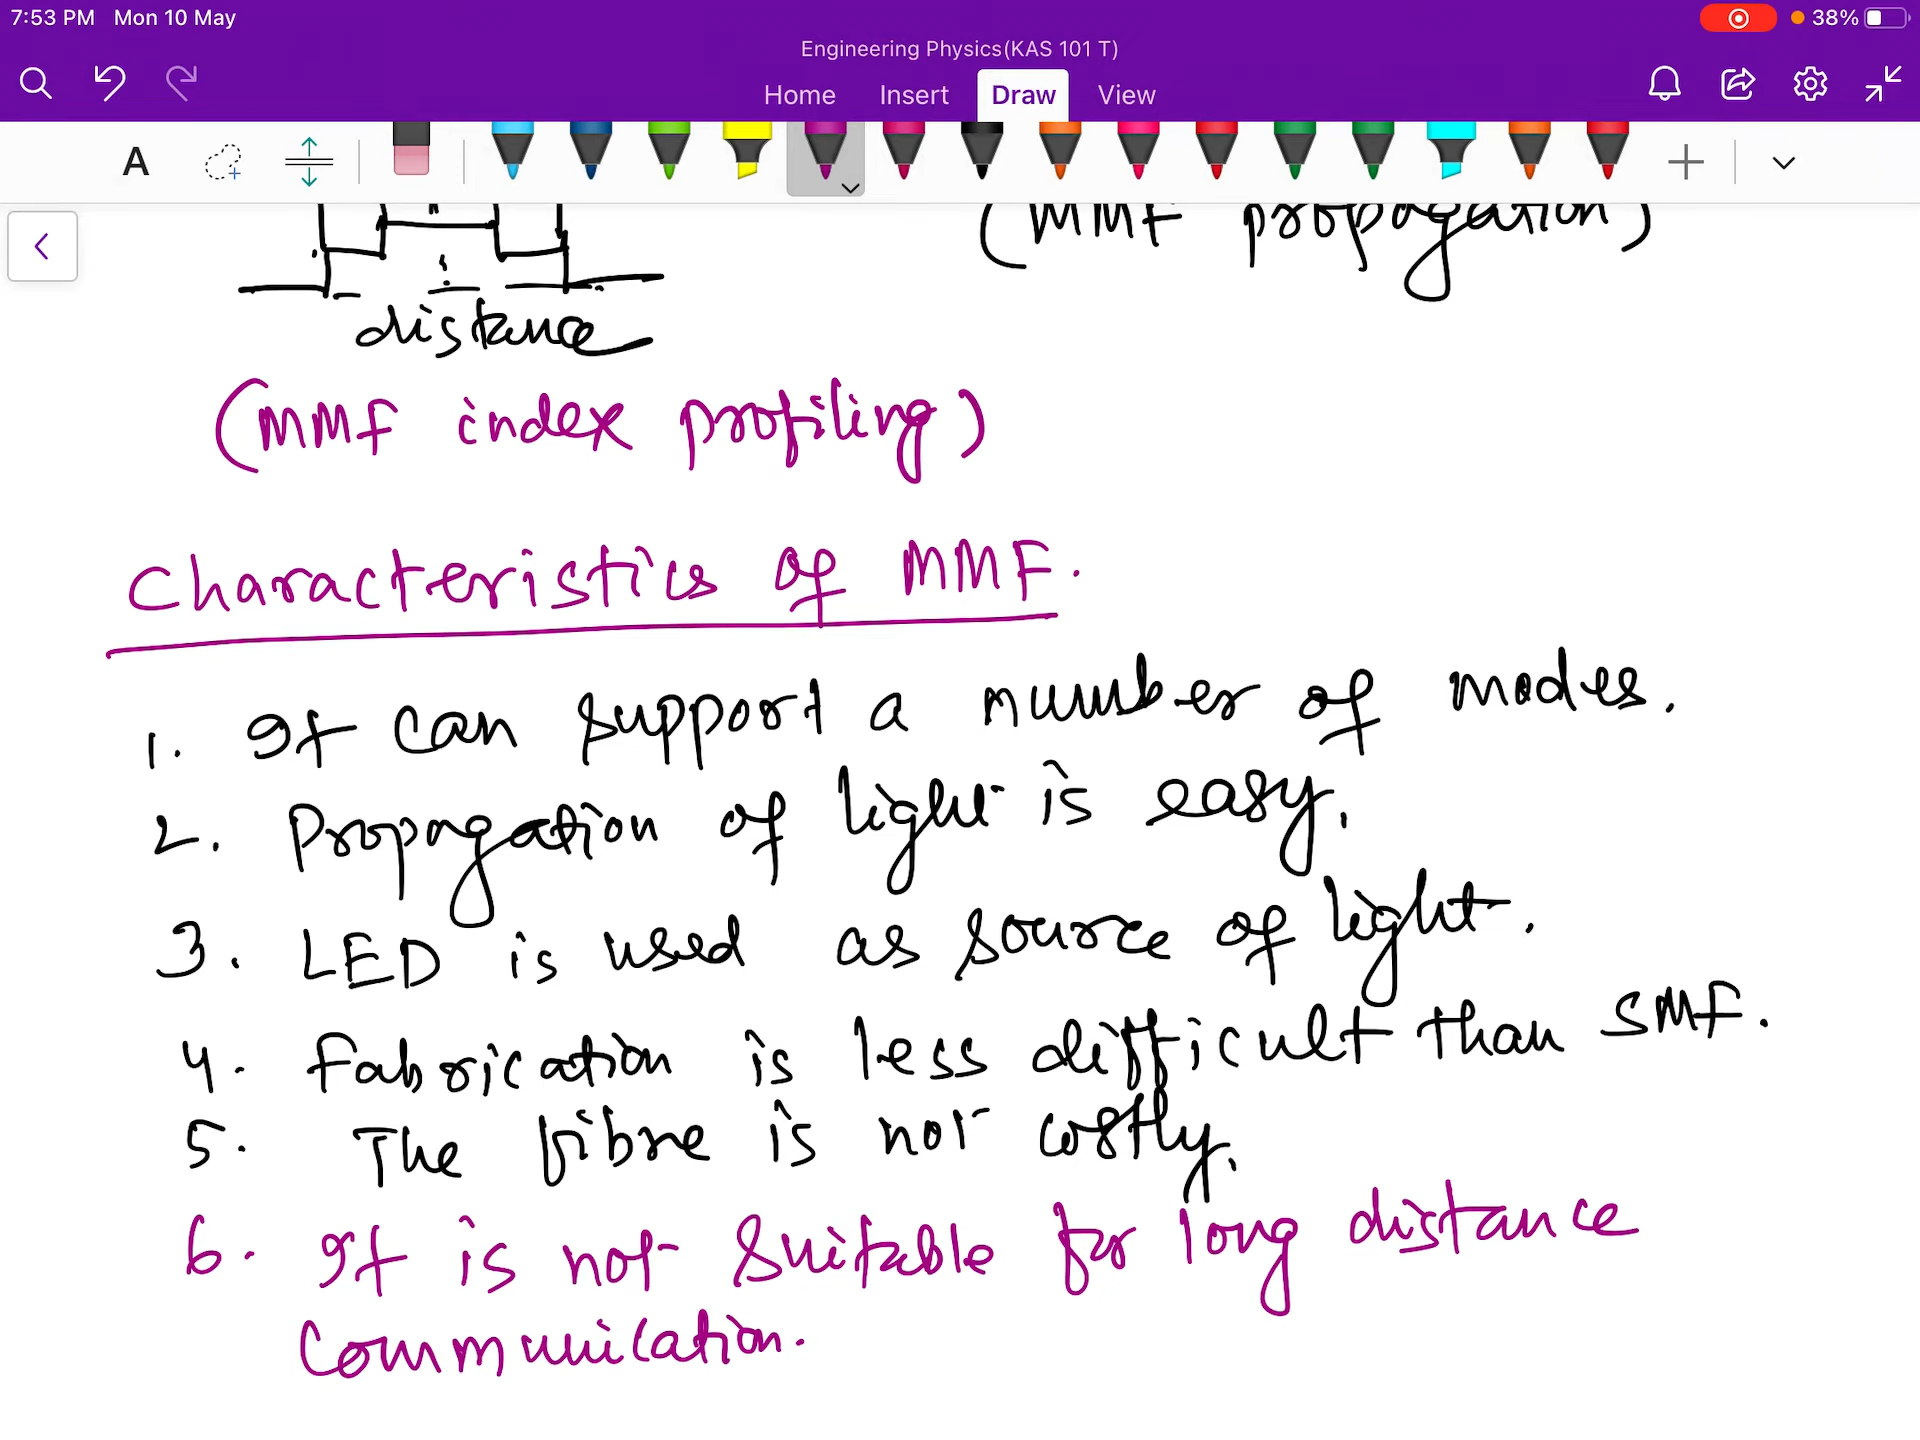 7:53 PM Mon 10 May
38%
Engineering Physics(KAS 101 T)
Home Insert Draw View
A
(MMF propagation)
distance
(MMF index profiling)
Characteristics of MMF.
1. It can support a number of modes.
2. Propagation of light is easy.
3. LED is used as source of light.
4. Fabrication is less difficult than SMF.
5. The fibre is not costly.
6. It is not suitable for long distance
Communication.